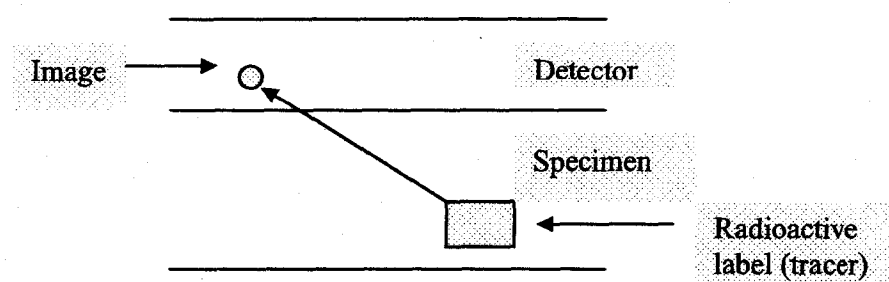 Image
Detector
Specimen
Radioactive
label (tracer)